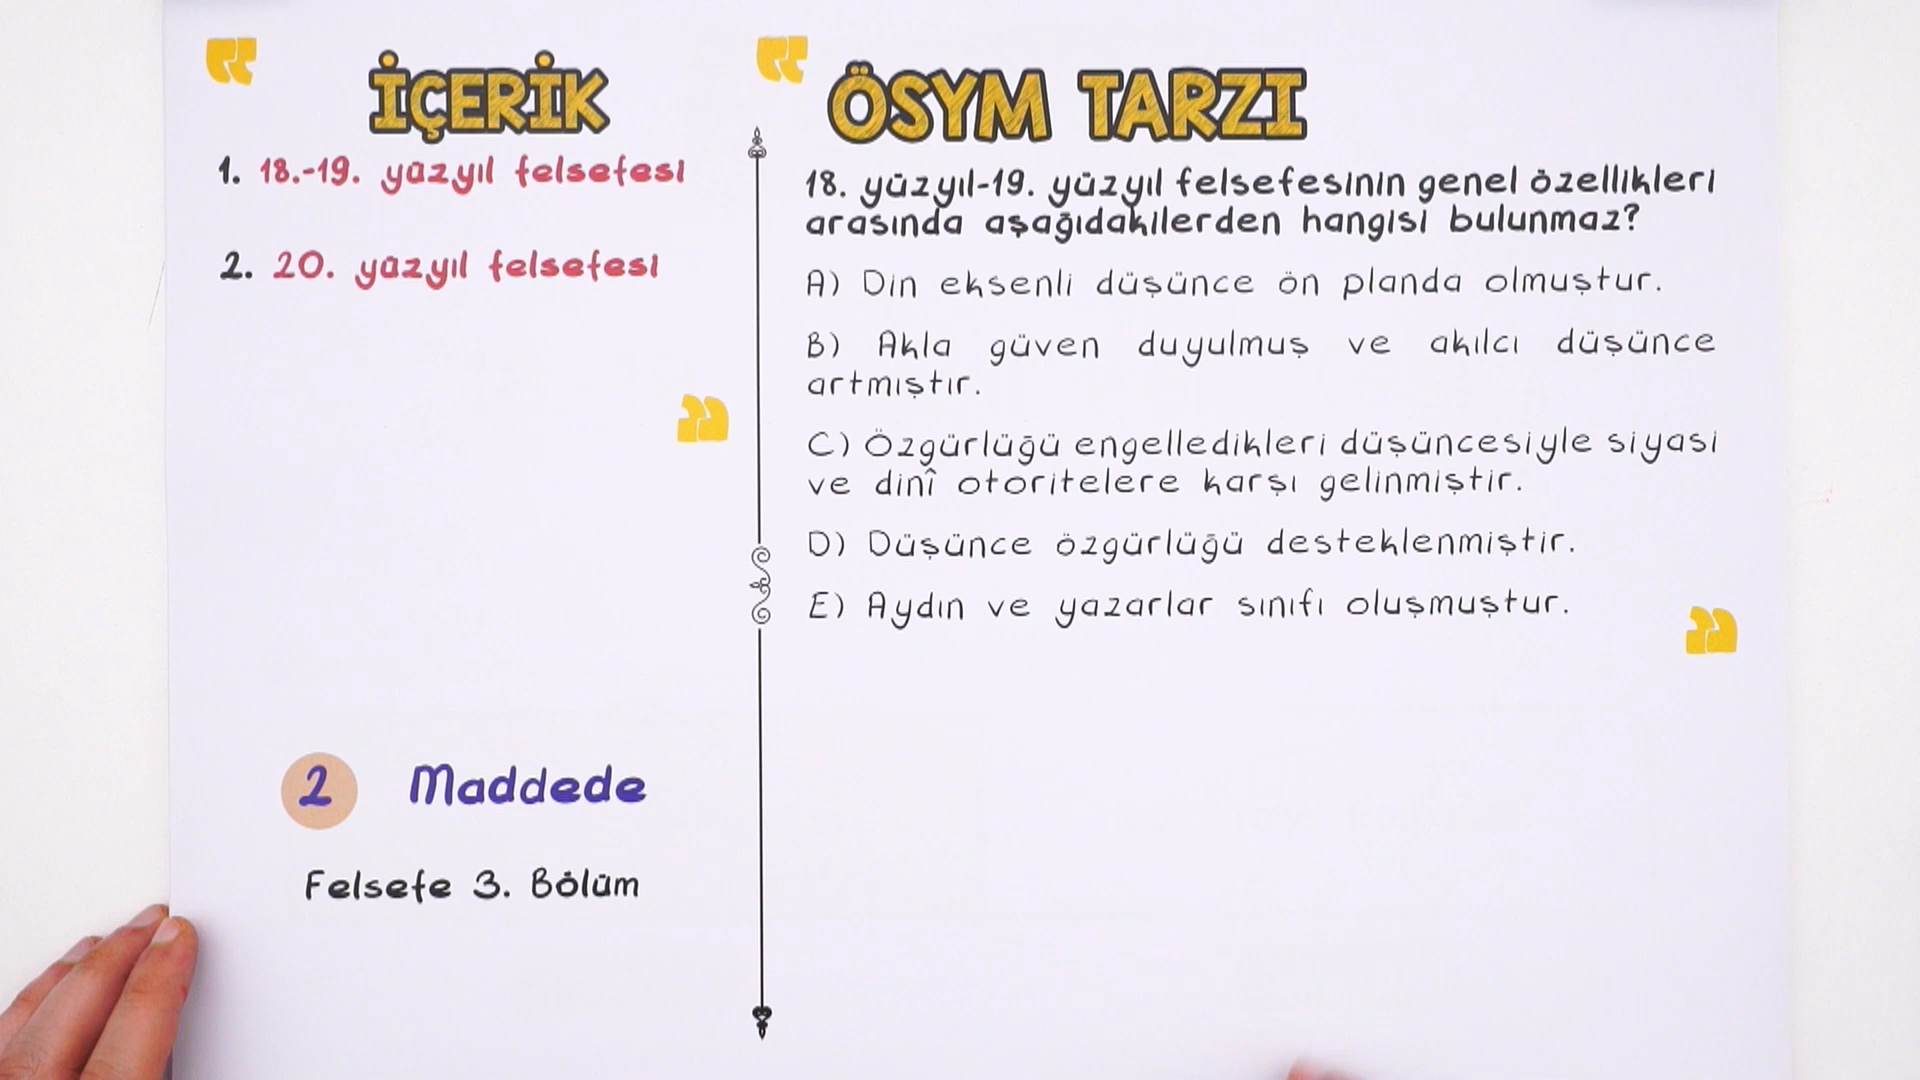 İÇERİK
1. 18.-19. yüzyıl felsefesi
2. 20. yüzyıl felsefesi
2 Maddede
Felsefe 3. Bölüm
ÖSYM TARZI
18. yüzyıl-19. yüzyıl felsefesinin genel özellikleri
arasında aşağıdakilerden hangisi bulunmaz?
A) Din eksenli düşünce ön planda olmuştur.
B) Akla güven duyulmuş ve akılcı düşünce
artmıştır.
C) Özgürlüğü engelledikleri düşüncesiyle siyasi
ve dinî otoritelere karşı gelinmiştir.
D) Düşünce özgürlüğü desteklenmiştir.
E) Aydın ve yazarlar sınıfı oluşmuştur.